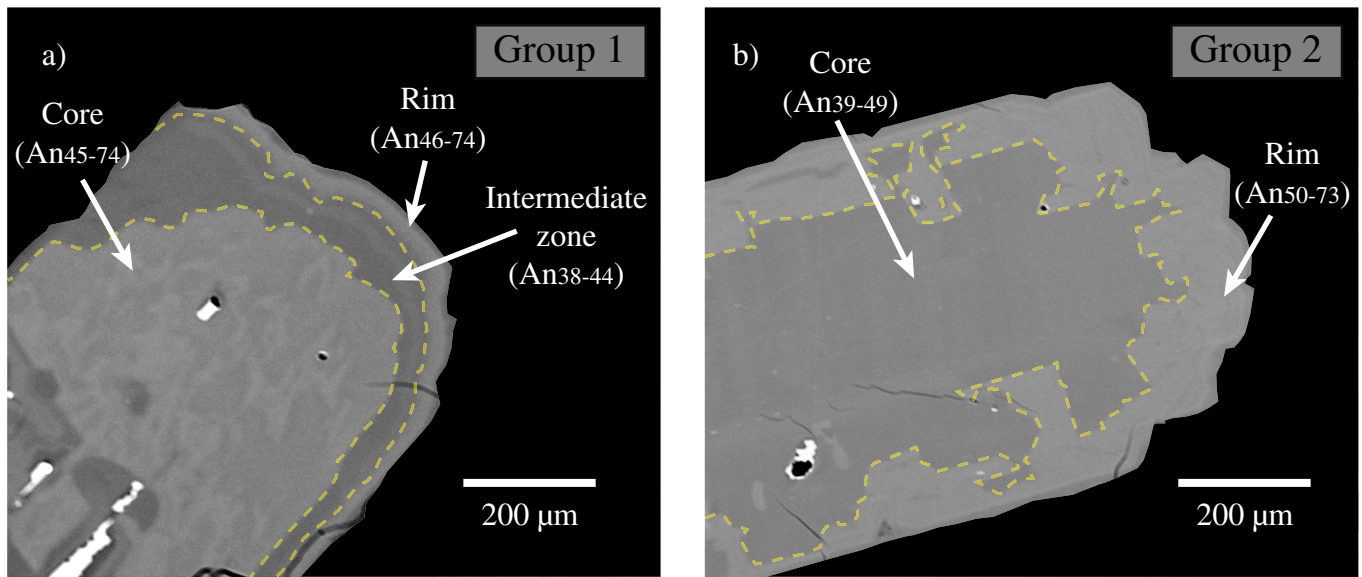 a)
Group 1
Core
(An45-74)
Rim
(An46-74)
Intermediate
zone
(An38-44)
200 µm
b)
Group 2
Core
(An39-49)
Rim
(An50-73)
200 µm